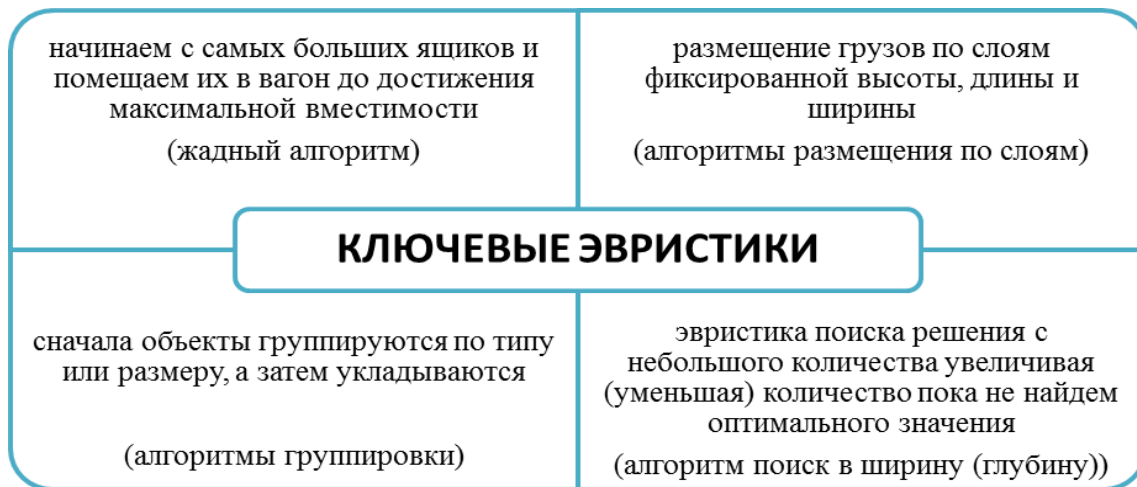 начинаем с самых больших ящиков и
помещаем их в вагон до достижения
максимальной вместимости
(жадный алгоритм)
размещение грузов по слоям
фиксированной высоты, длины и
ширины
(алгоритмы размещения по слоям)
КЛЮЧЕВЫЕ ЭВРИСТИКИ
сначала объекты группируются по типу
или размеру, а затем укладываются
(алгоритмы группировки)
эвристика поиска решения с
небольшого количества увеличивая
(уменьшая) количество пока не найдем
оптимального значения
(алгоритм поиск в ширину (глубину))